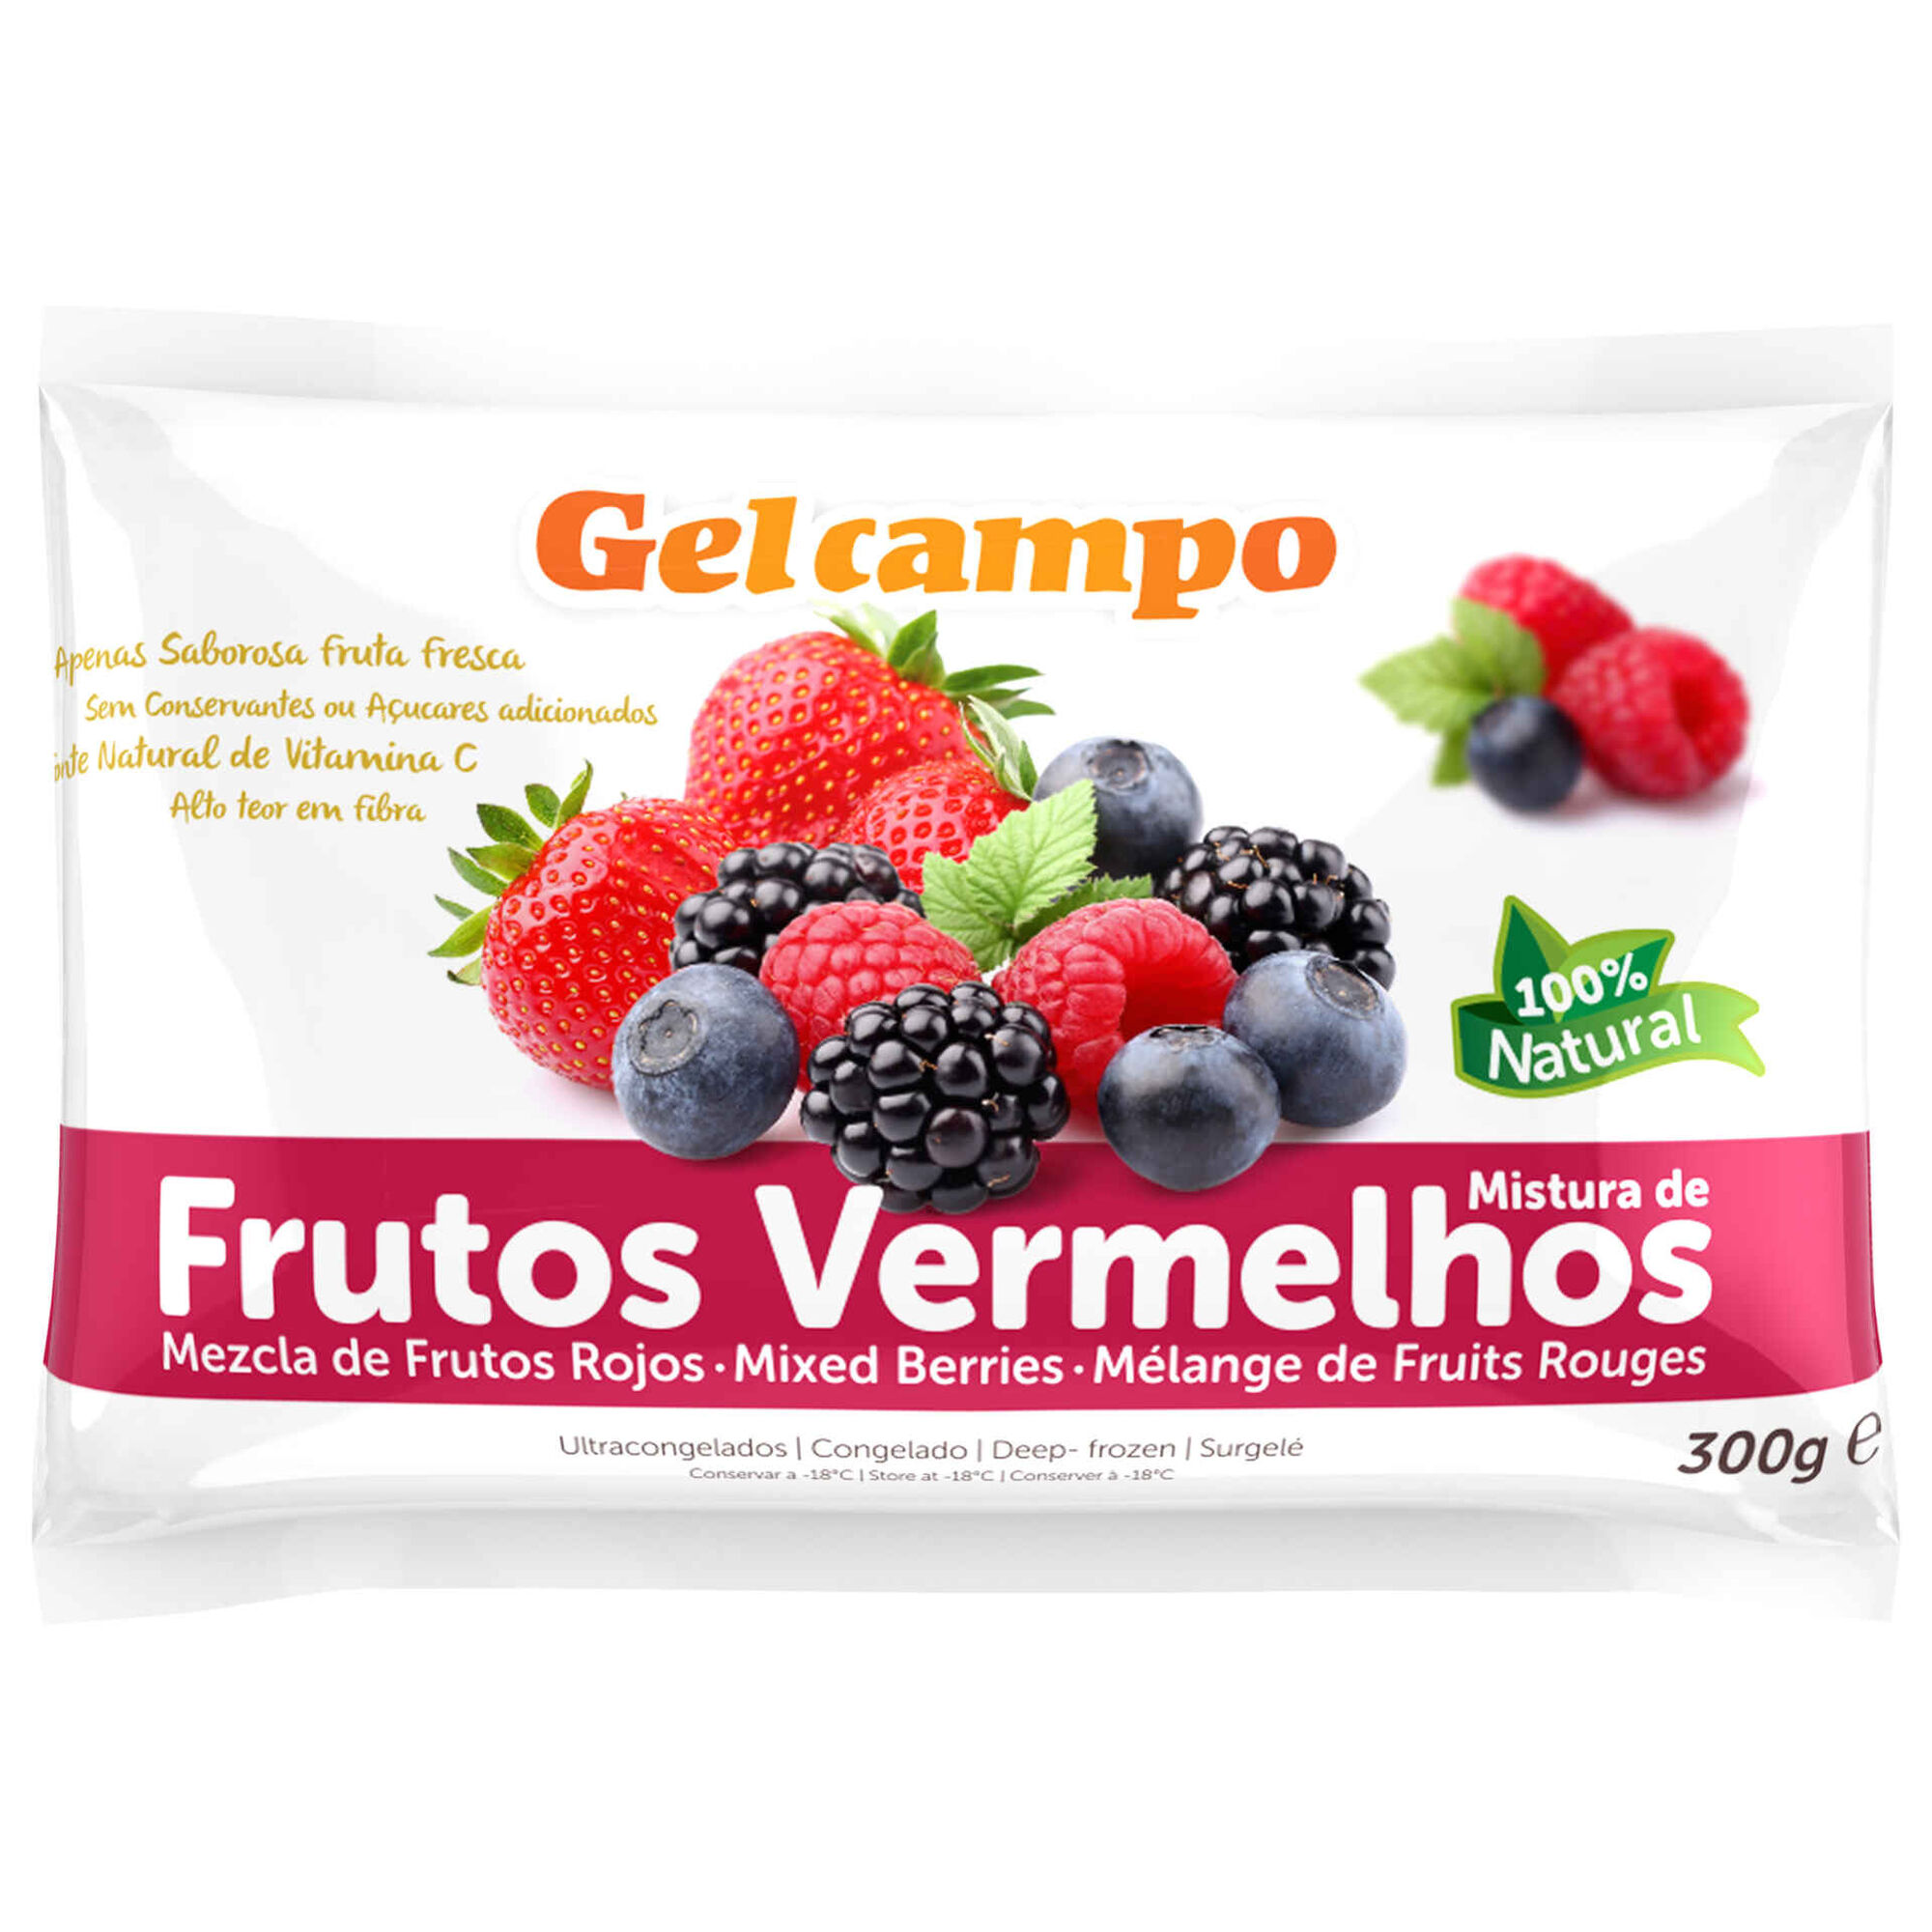 Gelcampo
Apenas Saborosa fruta fresca
Sem Conservantes ou Açucares adicionados
Natural de Vitamina C
Alto teor em fibra
100%
Natural
Mistura de
Frutos Vermelhos
Mezcla de Frutos Rojos · Mixed Berries · Mélange de Fruits Rouges
Ultracongelados | Congelado | Deep- frozen | Surgelé
Conservar a -18°C | Store at -18°C | Conserver à -18°C
300g ℮